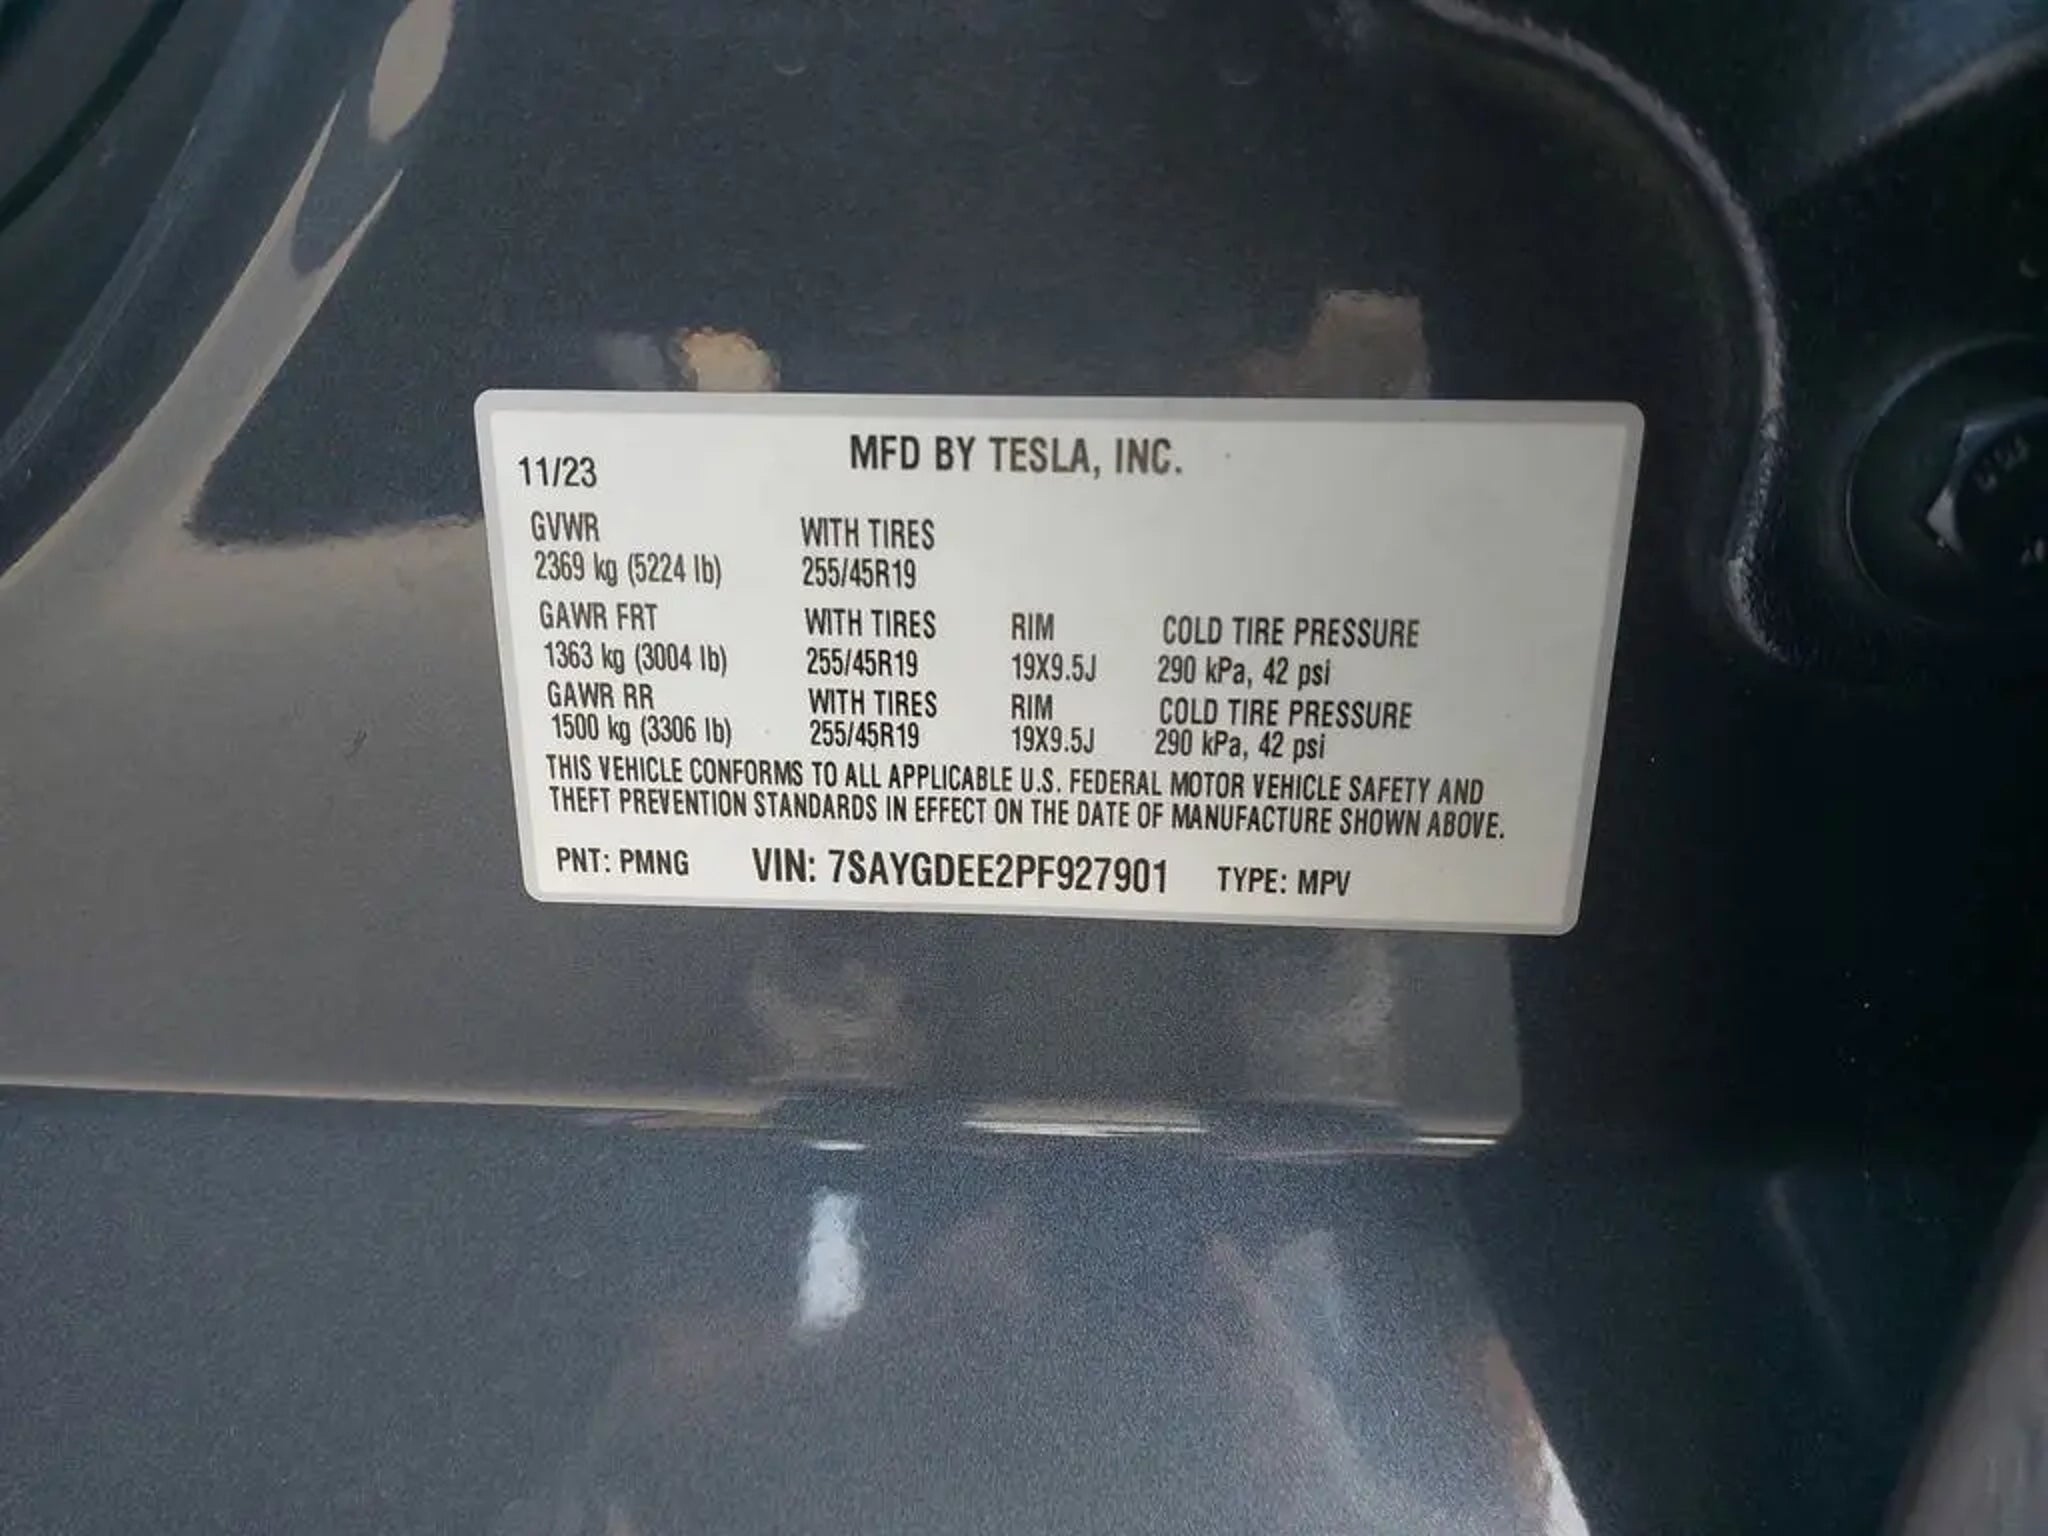 MFD BY TESLA, INC.
11/23
GVWR WITH TIRES
2369 kg (5224 lb) 255/45R19
GAWR FRT WITH TIRES RIM COLD TIRE PRESSURE
1363 kg (3004 lb) 255/45R19 19X9.5J 290 kPa, 42 psi
GAWR RR WITH TIRES RIM COLD TIRE PRESSURE
1500 kg (3306 lb) 255/45R19 19X9.5J 290 kPa, 42 psi
THIS VEHICLE CONFORMS TO ALL APPLICABLE U.S. FEDERAL MOTOR VEHICLE SAFETY AND
THEFT PREVENTION STANDARDS IN EFFECT ON THE DATE OF MANUFACTURE SHOWN ABOVE.
PNT: PMNG VIN: 7SAYGDEE2PF927901 TYPE: MPV